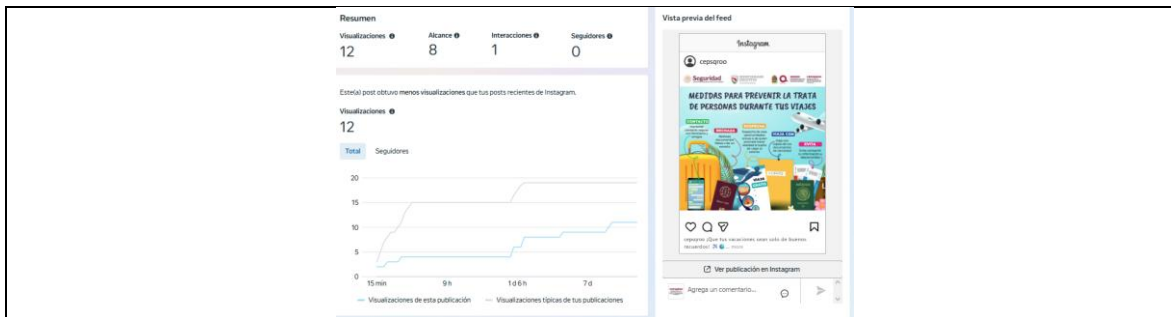 Resumen
Visualizaciones
Alcance
Interacciones
Seguidores
12
8
1
0
Este(a) post obtuvo menos visualizaciones que tus posts recientes de Instagram.
Visualizaciones
12
Total
Seguidores
20
15
10
5
0
15 min
9 h
1 d 6 h
7 d
Visualizaciones de esta publicación
Visualizaciones típicas de tus publicaciones
Vista previa del feed
Instagram
cepsqroo
Seguridad
MEDIDAS PARA PREVENIR LA TRATA
DE PERSONAS DURANTE TUS VIAJES
CONTACTO
VIAJA CON
cepsqroo ¡Que tus vacaciones sean solo de buenos
recuerdos!
... more
Ver publicación en Instagram
Agrega un comentario...